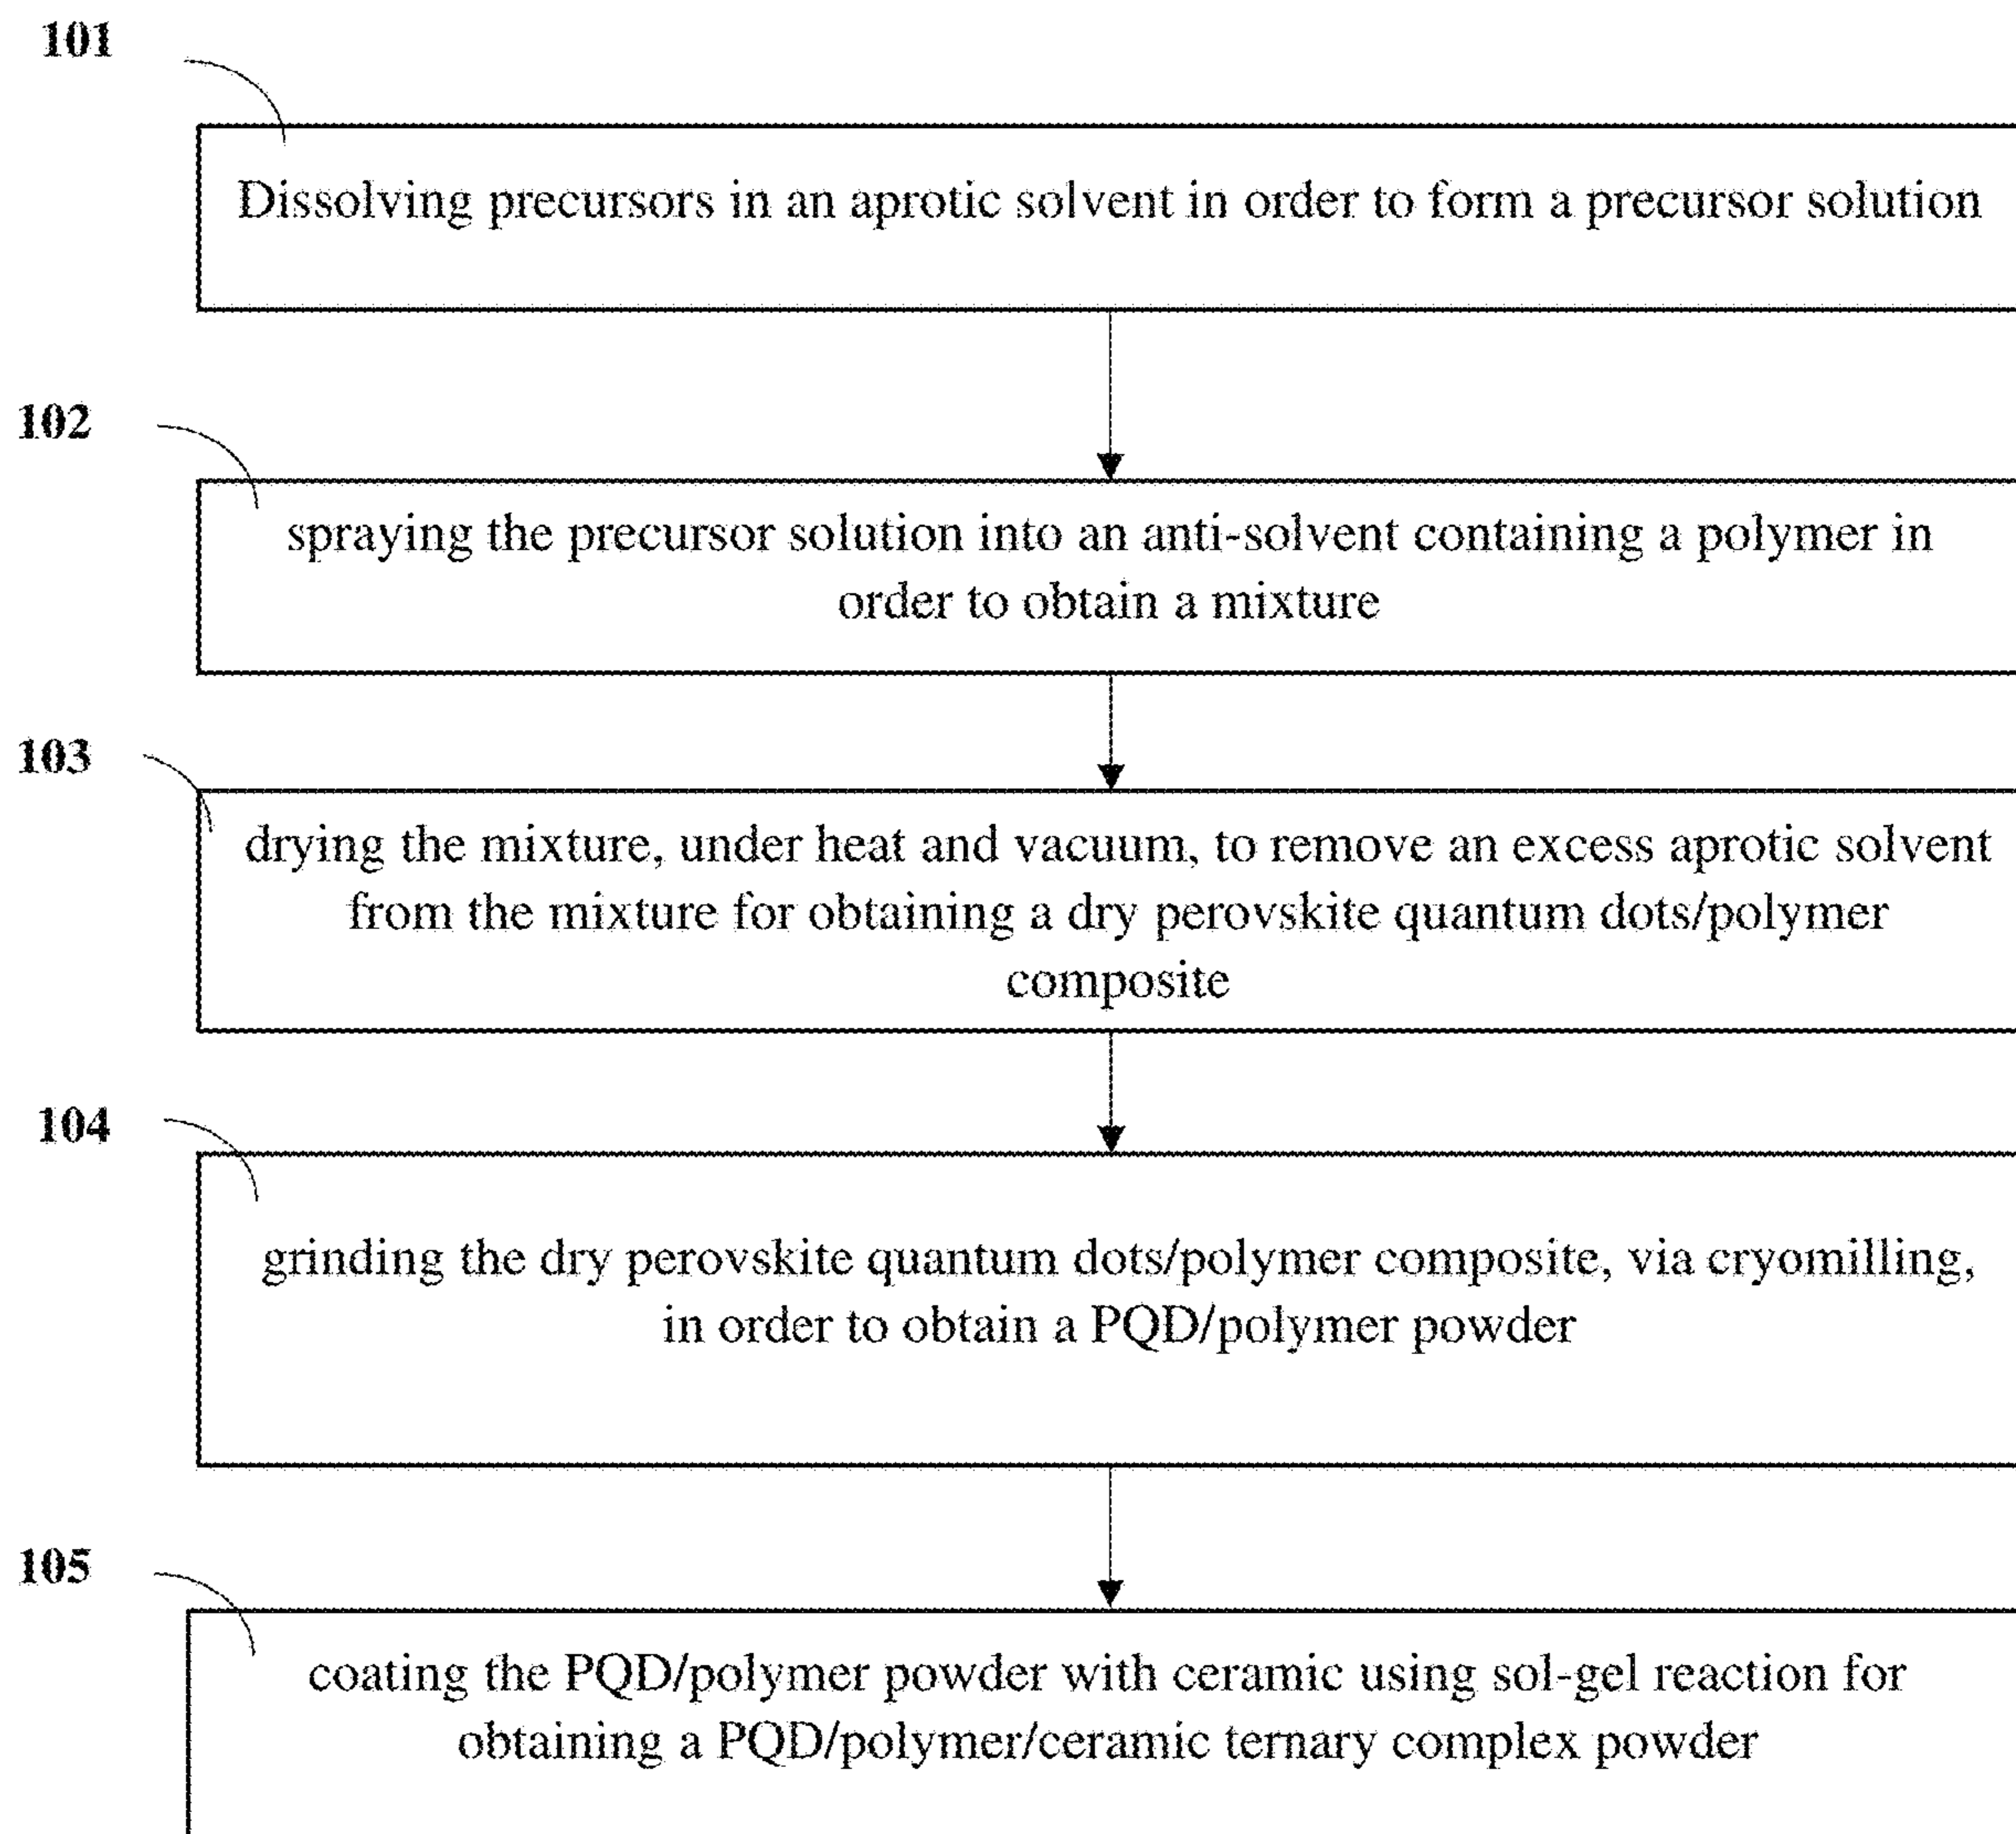 101
Dissolving precursors in an aprotic solvent in order to form a precursor solution
102
spraying the precursor solution into an anti-solvent containing a polymer in
order to obtain a mixture
103
drying the mixture, under heat and vacuum, to remove an excess aprotic solvent
from the mixture for obtaining a dry perovskite quantum dots/polymer
composite
104
grinding the dry perovskite quantum dots/polymer composite, via cryomilling,
in order to obtain a PQD/polymer powder
105
coating the PQD/polymer powder with ceramic using sol-gel reaction for
obtaining a PQD/polymer/ceramic ternary complex powder